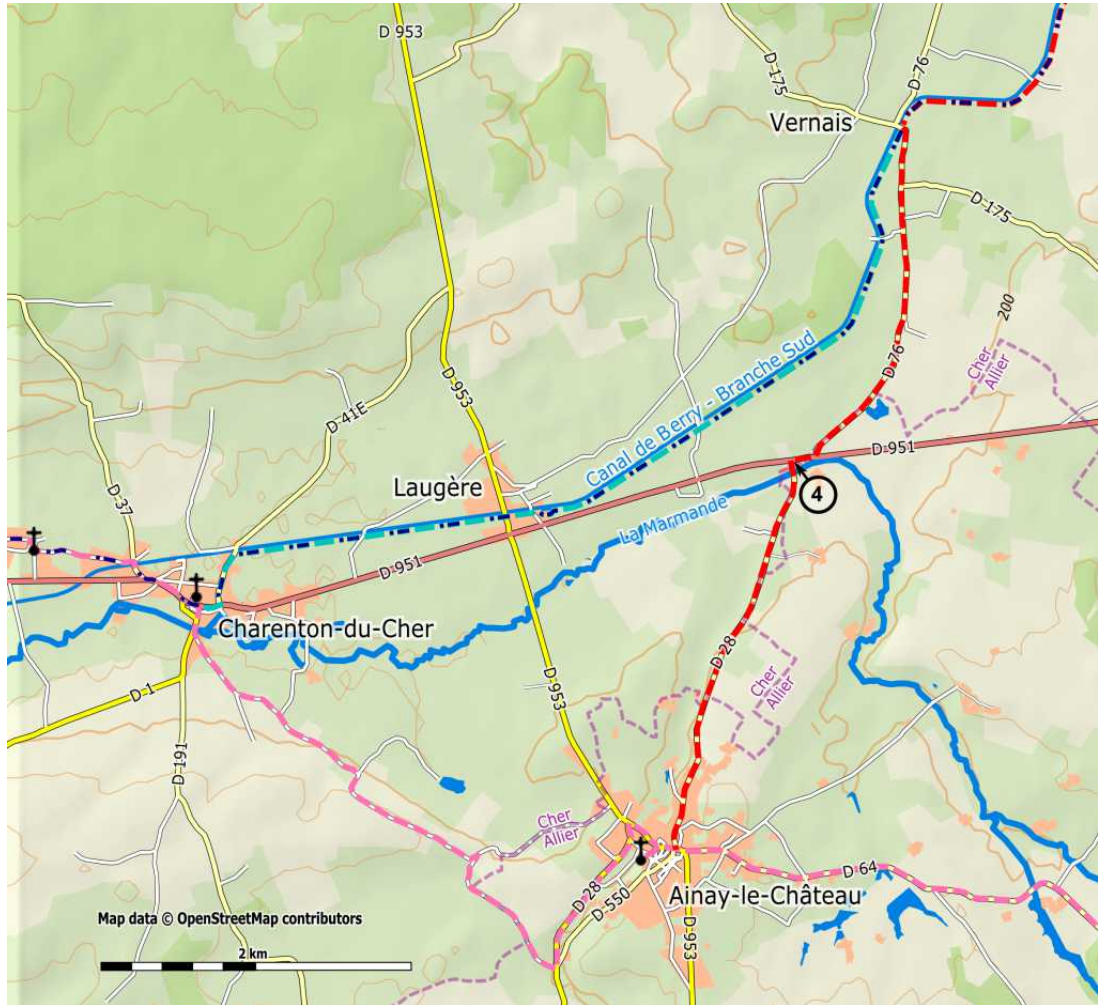 D 953
D 76
D 175
Vernais
D 175
200
Cher
Allier
D 76
Canal de Berry - Branche Sud
D 953
D 41E
D 951
Laugère
4
D 37
La Marmande
D 951
Charenton-du-Cher
D 28
Cher
Allier
D 1
D 953
D 191
Cher
Allier
D 64
D 28
D 550
Ainay-le-Château
Map data © OpenStreetMap contributors
D 953
2 km